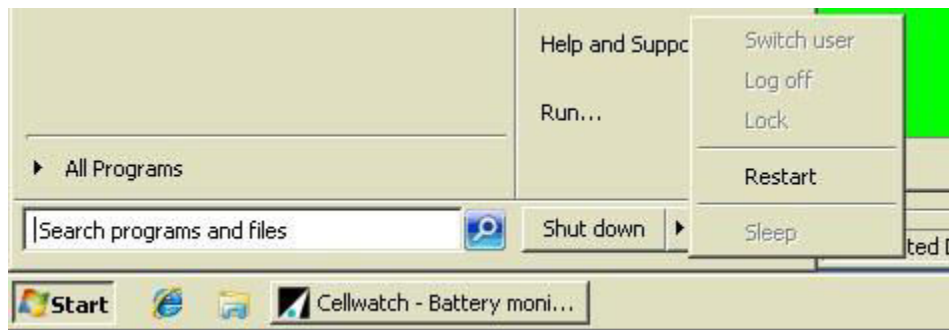 Help and Suppo
Switch user
Log off
Run...
Lock
All Programs
Restart
Search programs and files
Shut down
Sleep
ted D
Start
Cellwatch - Battery moni...